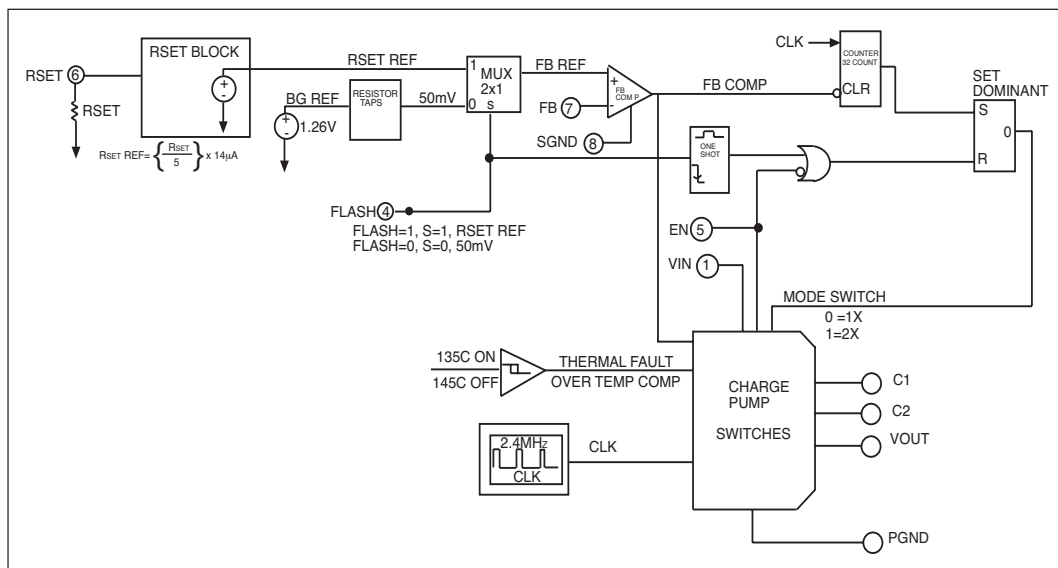 RSET BLOCK
RSET 6
RSET
+
-
RSET REF= { RSET / 5 } x 14µA
RSET REF
BG REF
+
-
1.26V
RESISTOR
TAPS
50mV
1
MUX
2x1
0 s
FB REF
+
FB
COM P
-
FB 7
SGND 8
FB COMP
CLK
COUNTER
32 COUNT
CLR
SET
DOMINANT
S
0
R
ONE
SHOT
FLASH 4
FLASH=1, S=1, RSET REF
FLASH=0, S=0, 50mV
EN 5
VIN 1
MODE SWITCH
0 =1X
1=2X
135C ON
145C OFF
THERMAL FAULT
OVER TEMP COMP
CHARGE
PUMP
SWITCHES
C1
C2
VOUT
2.4MHz
CLK
CLK
PGND